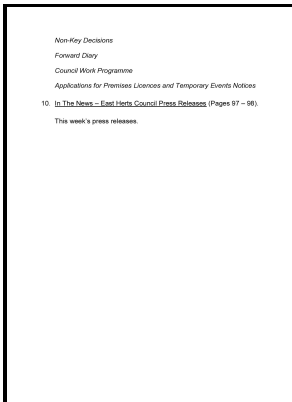 Non-Key Decisions
Forward Diary
Council Work Programme
Applications for Premises Licences and Temporary Events Notices
10. In The News – East Herts Council Press Releases (Pages 97 – 98).
This week's press releases.